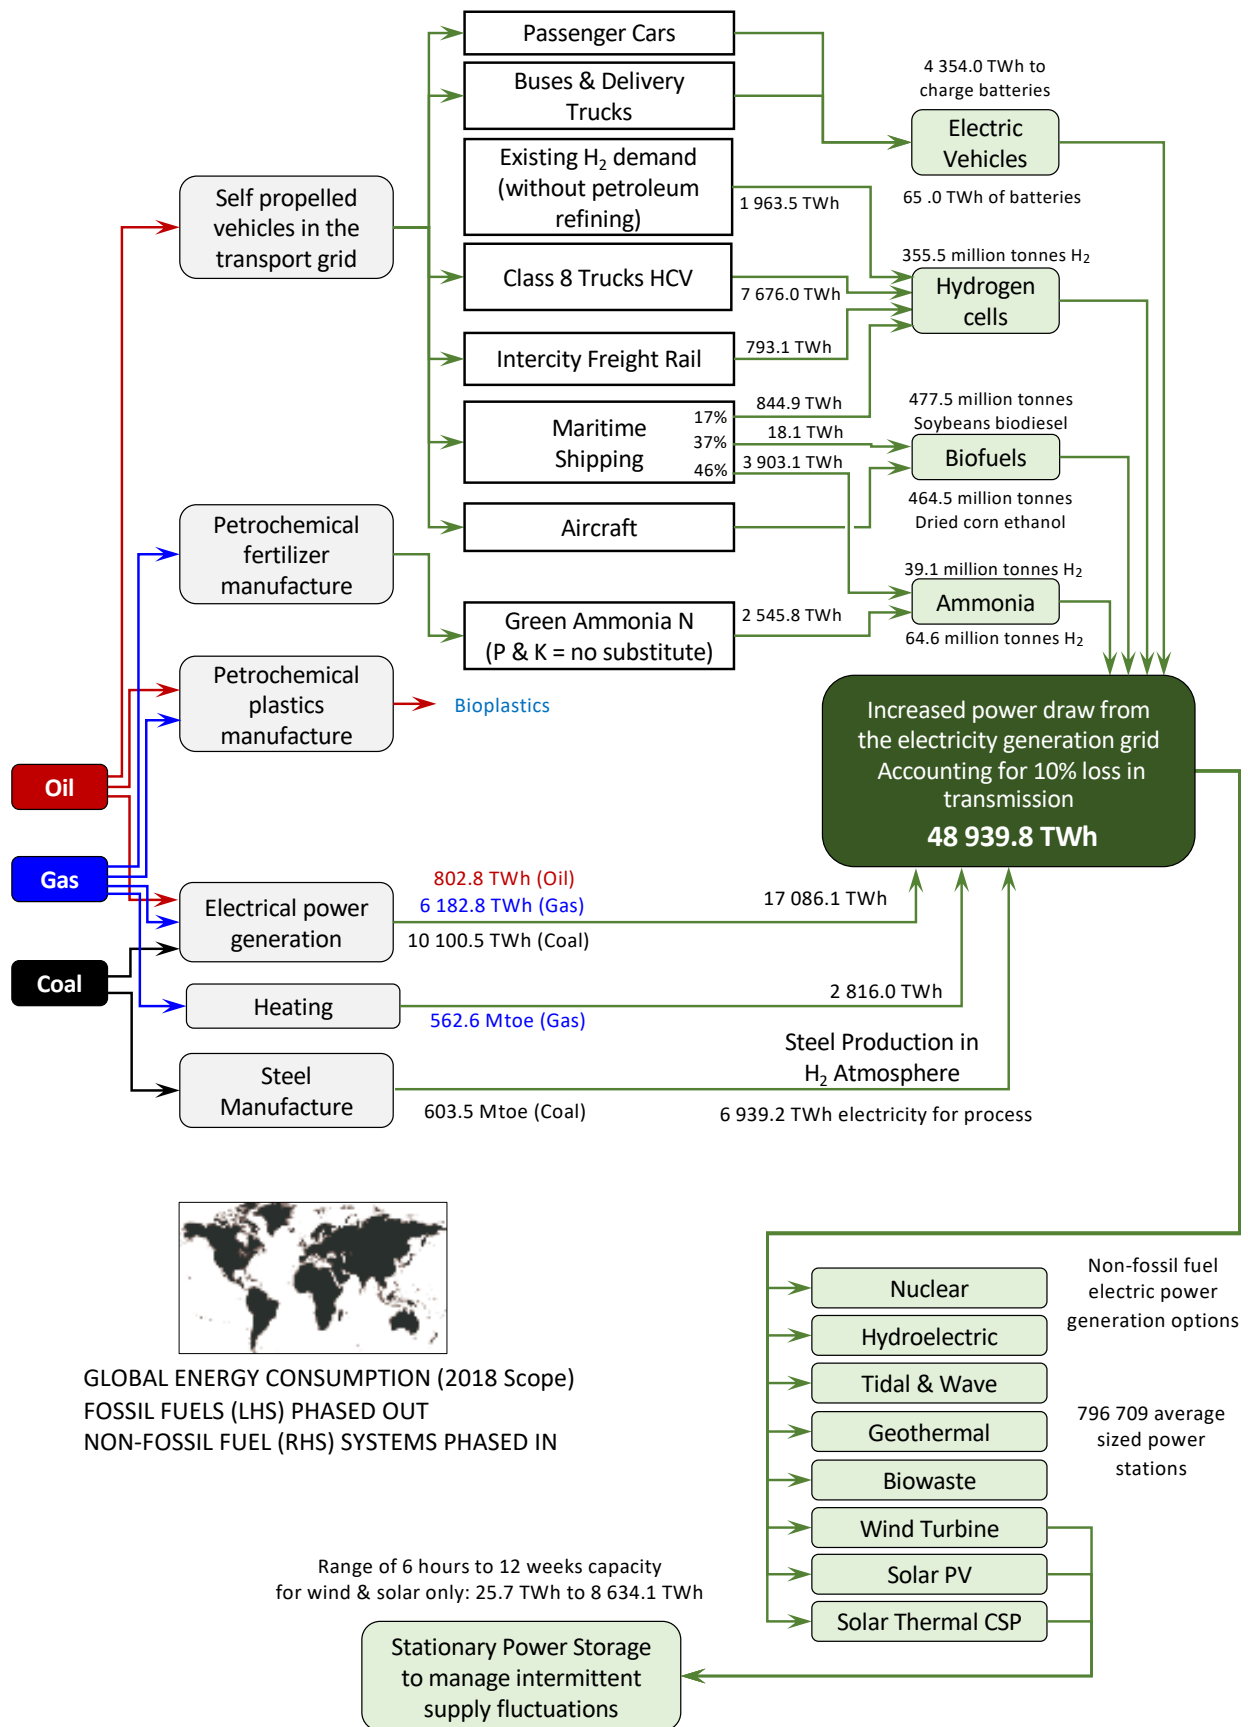 Passenger Cars
4 354.0 TWh to
charge batteries
Buses & Delivery
Trucks
Electric
Vehicles
65 .0 TWh of batteries
Existing H₂ demand
(without petroleum
refining)
1 963.5 TWh
Self propelled
vehicles in the
transport grid
355.5 million tonnes H₂
Class 8 Trucks HCV
7 676.0 TWh
Hydrogen
cells
Intercity Freight Rail
793.1 TWh
Maritime
Shipping
17%
37%
46%
844.9 TWh
18.1 TWh
3 903.1 TWh
477.5 million tonnes
Soybeans biodiesel
Biofuels
464.5 million tonnes
Dried corn ethanol
Aircraft
Petrochemical
fertilizer
manufacture
39.1 million tonnes H₂
Ammonia
64.6 million tonnes H₂
Green Ammonia N
(P & K = no substitute)
2 545.8 TWh
Petrochemical
plastics
manufacture
Bioplastics
Increased power draw from
the electricity generation grid
Accounting for 10% loss in
transmission
48 939.8 TWh
Oil
Gas
Coal
Electrical power
generation
802.8 TWh (Oil)
6 182.8 TWh (Gas)
10 100.5 TWh (Coal)
17 086.1 TWh
Heating
562.6 Mtoe (Gas)
2 816.0 TWh
Steel
Manufacture
603.5 Mtoe (Coal)
Steel Production in
H₂ Atmosphere
6 939.2 TWh electricity for process
GLOBAL ENERGY CONSUMPTION (2018 Scope)
FOSSIL FUELS (LHS) PHASED OUT
NON-FOSSIL FUEL (RHS) SYSTEMS PHASED IN
Nuclear
Hydroelectric
Tidal & Wave
Geothermal
Biowaste
Wind Turbine
Solar PV
Solar Thermal CSP
Non-fossil fuel
electric power
generation options
796 709 average
sized power
stations
Range of 6 hours to 12 weeks capacity
for wind & solar only: 25.7 TWh to 8 634.1 TWh
Stationary Power Storage
to manage intermittent
supply fluctuations